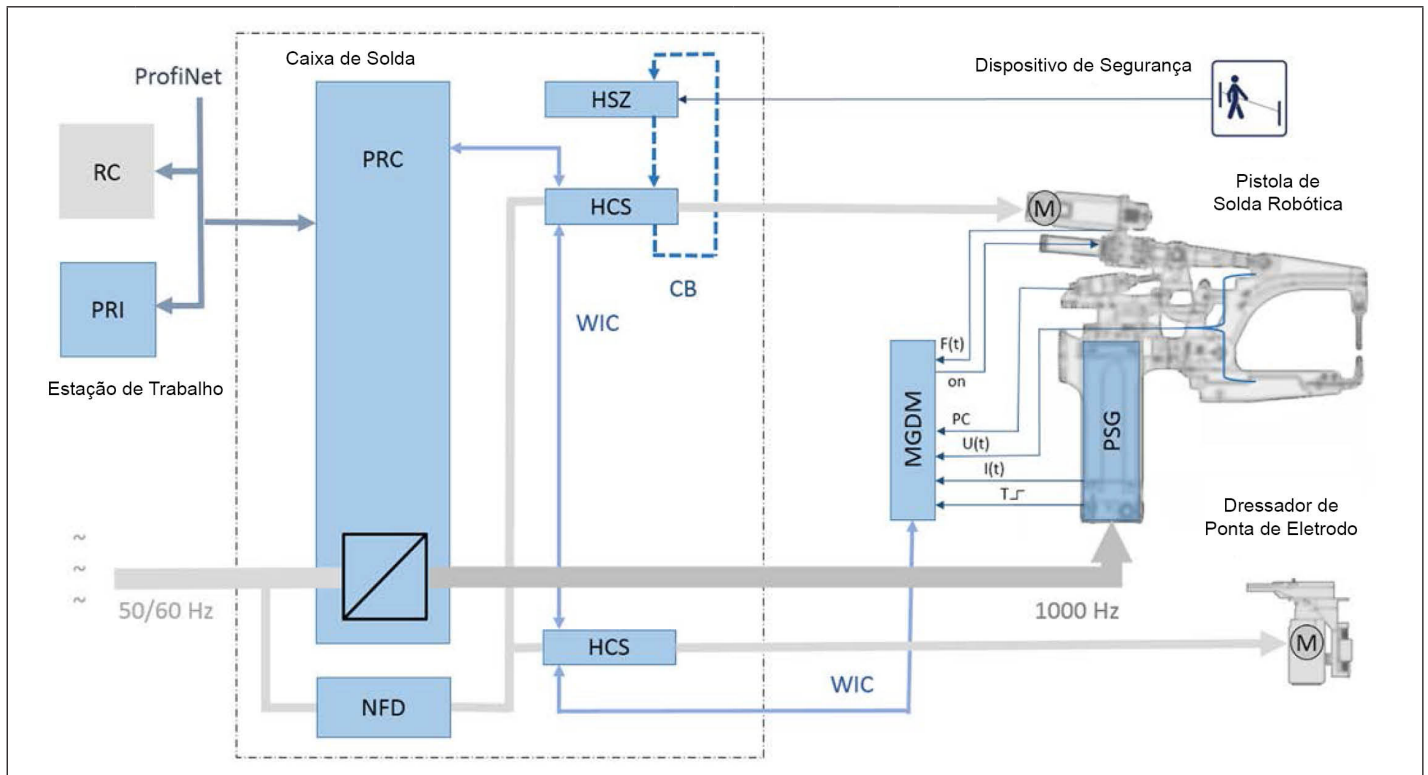 Caixa de Solda
ProfiNet
RC
PRI
Estação de Trabalho
PRC
HSZ
HCS
CB
WIC
Dispositivo de Segurança
Pistola de
Solda Robótica
M
MGDM
F(t)
on
PC
U(t)
I(t)
T
PSG
Dressador de
Ponta de Eletrodo
M
~
~
~
50/60 Hz
1000 Hz
HCS
WIC
NFD